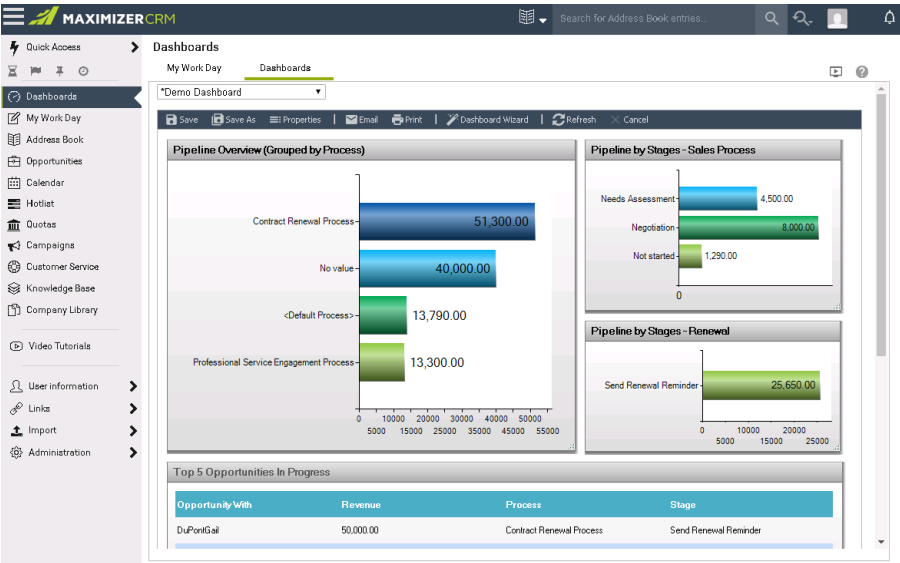 MAXIMIZER CRM
Search for Address Book entries...
Quick Access
Dashboards
My Work Day
Address Book
Opportunities
Calendar
Hotlist
Quotas
Campaigns
Customer Service
Knowledge Base
Company Library
Video Tutorials
User information
Links
Import
Administration
Dashboards
My Work Day Dashboards
*Demo Dashboard
Save Save As Properties Email Print Dashboard Wizard Refresh Cancel
Pipeline Overview (Grouped by Process)
Contract Renewal Process 51,300.00
No value 40,000.00
<Default Process> 13,790.00
Professional Service Engagement Process 13,300.00
0 10000 20000 30000 40000 50000
5000 15000 25000 35000 45000 55000
Pipeline by Stages - Sales Process
Needs Assessment 4,500.00
Negotiation 8,000.00
Not started 1,290.00
0
Pipeline by Stages - Renewal
Send Renewal Reminder 25,650.00
0 10000 20000
5000 15000 25000
Top 5 Opportunities In Progress
Opportunity With Revenue Process Stage
DuPontGail 50,000.00 Contract Renewal Process Send Renewal Reminder